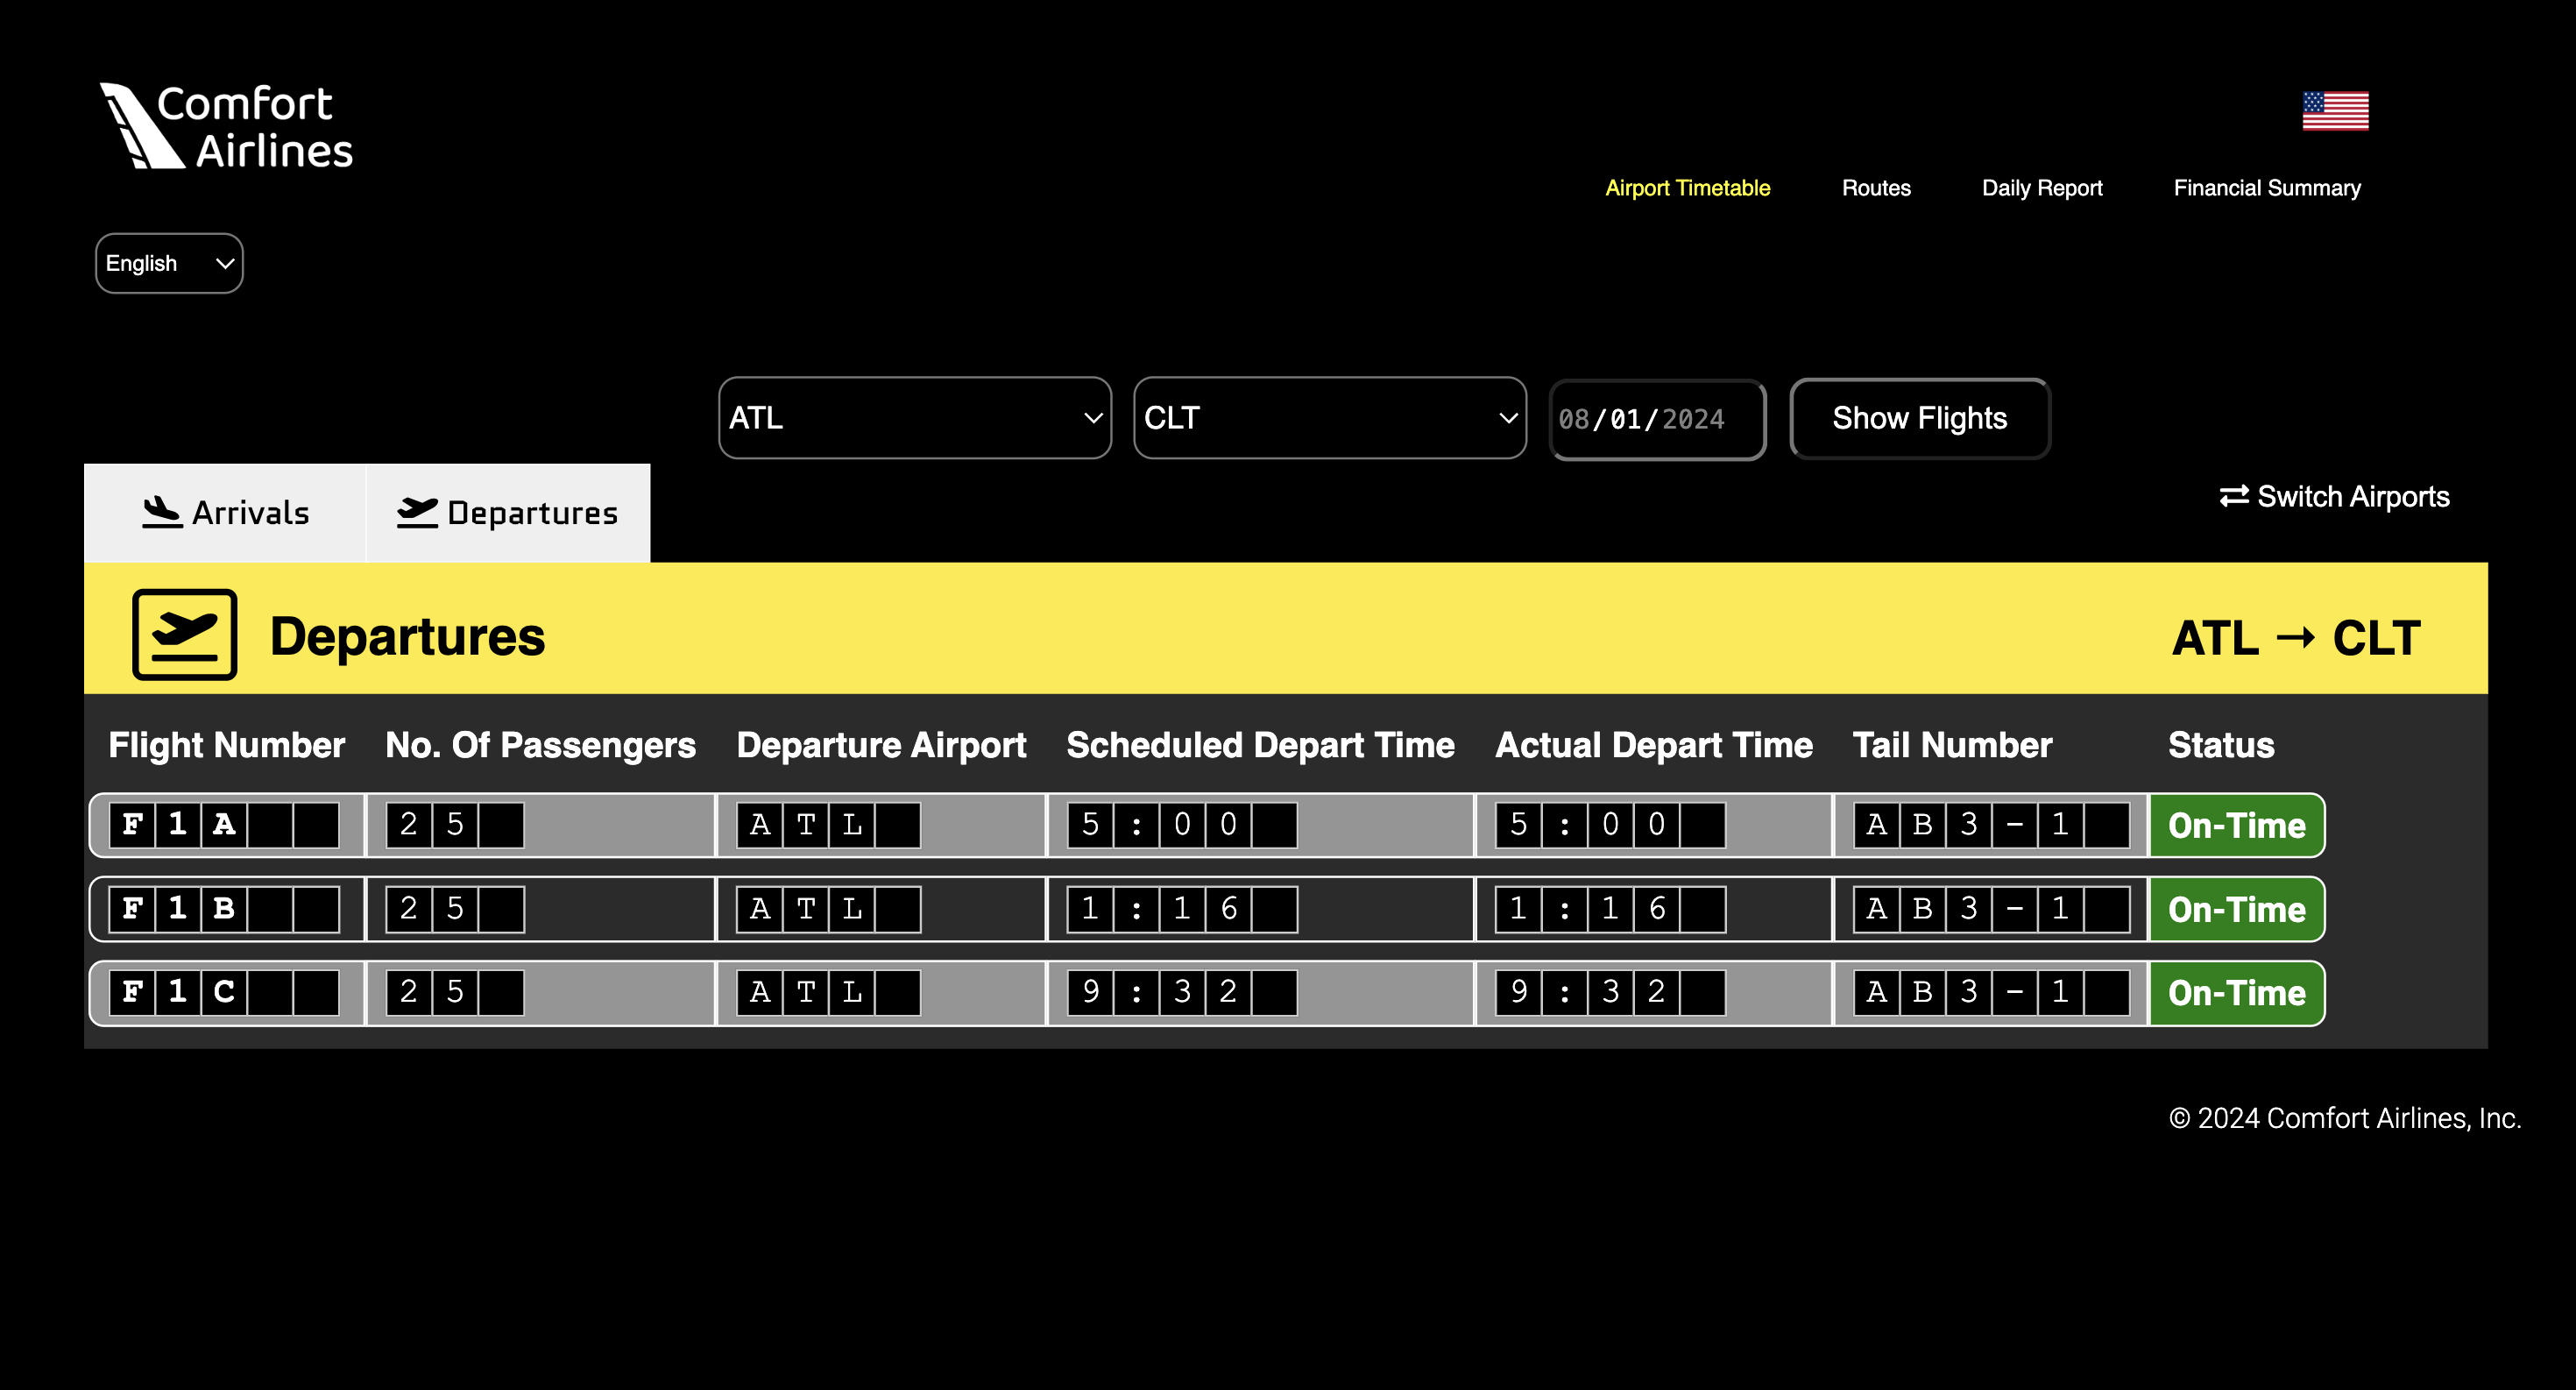 Comfort
Airlines
Airport Timetable Routes Daily Report Financial Summary
English
ATL CLT 08/01/2024 Show Flights
Arrivals Departures Switch Airports
Departures ATL → CLT
Flight Number No. Of Passengers Departure Airport Scheduled Depart Time Actual Depart Time Tail Number Status
F1A 25 ATL 5:00 5:00 AB3-1 On-Time
F1B 25 ATL 1:16 1:16 AB3-1 On-Time
F1C 25 ATL 9:32 9:32 AB3-1 On-Time
© 2024 Comfort Airlines, Inc.